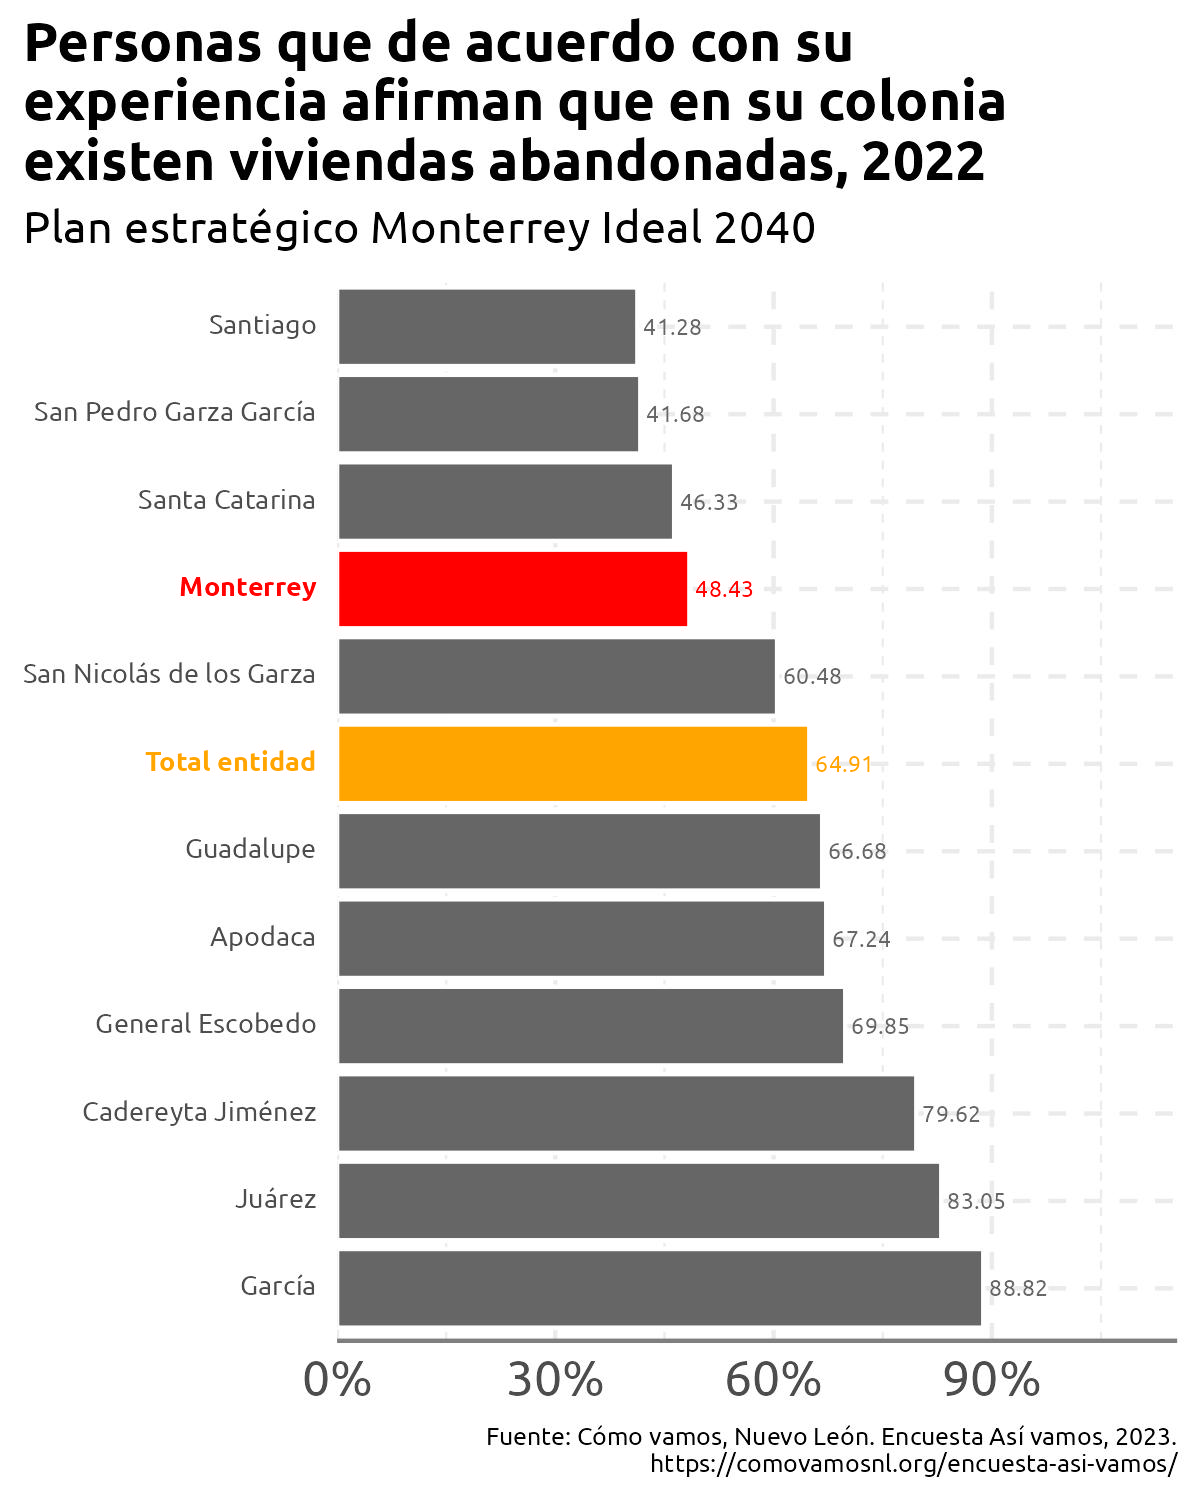 Personas que de acuerdo con su
experiencia afirman que en su colonia
existen viviendas abandonadas, 2022
Plan estratégico Monterrey Ideal 2040
Santiago 41.28
San Pedro Garza García 41.68
Santa Catarina 46.33
Monterrey 48.43
San Nicolás de los Garza 60.48
Total entidad 64.91
Guadalupe 66.68
Apodaca 67.24
General Escobedo 69.85
Cadereyta Jiménez 79.62
Juárez 83.05
García 88.82
0% 30% 60% 90%
Fuente: Cómo vamos, Nuevo León. Encuesta Así vamos, 2023.
https://comovamosnl.org/encuesta-asi-vamos/